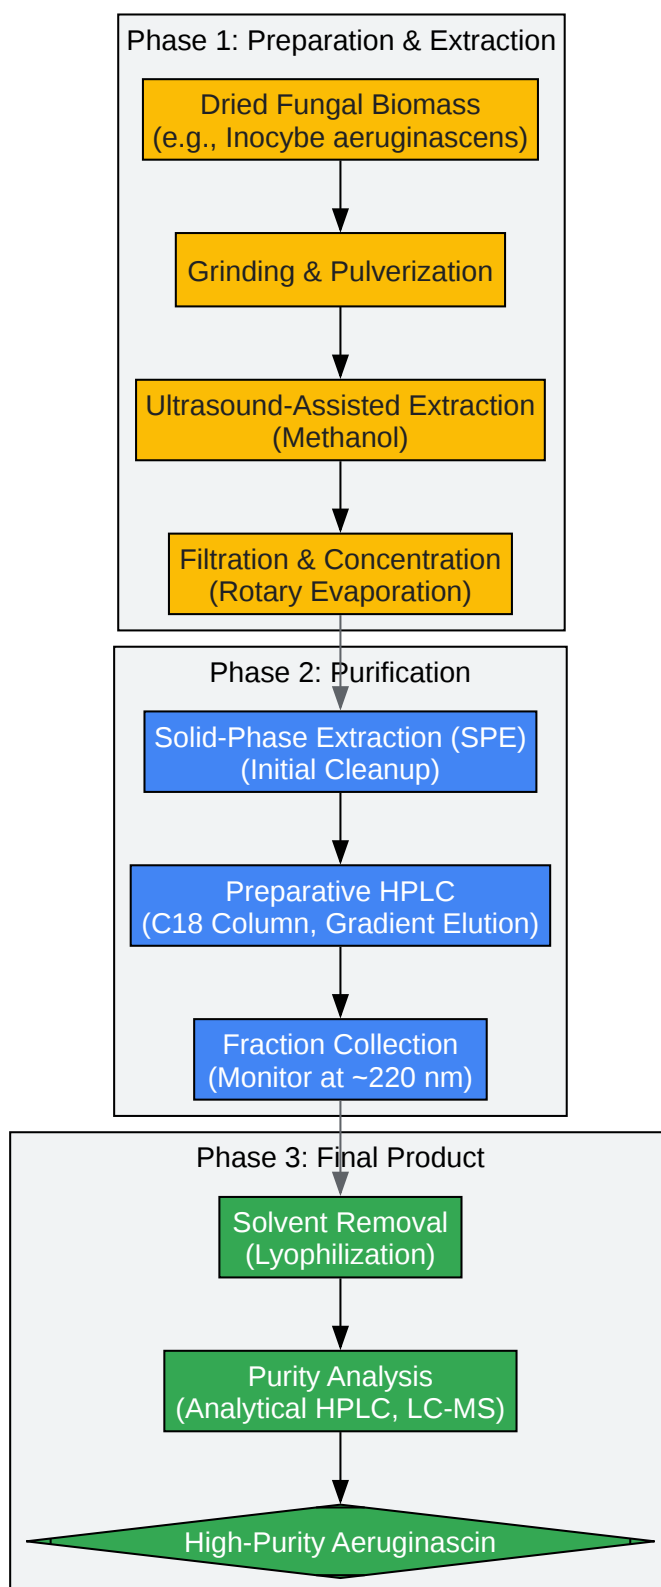 Phase 1: Preparation & Extraction
Dried Fungal Biomass
(e.g., Inocybe aeruginascens)
Grinding & Pulverization
Ultrasound-Assisted Extraction
(Methanol)
Filtration & Concentration
(Rotary Evaporation)
Phase 2: Purification
Solid-Phase Extraction (SPE)
(Initial Cleanup)
Preparative HPLC
(C18 Column, Gradient Elution)
Fraction Collection
(Monitor at ~220 nm)
Phase 3: Final Product
Solvent Removal
(Lyophilization)
Purity Analysis
(Analytical HPLC, LC-MS)
High-Purity Aeruginascin